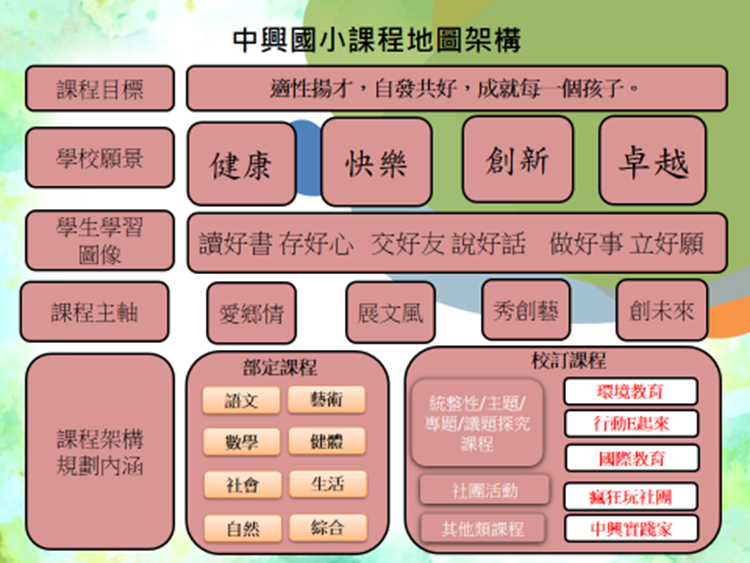 中興國小課程地圖架構
課程目標
適性揚才，自發共好，成就每一個孩子。
學校願景
健康
快樂
創新
卓越
學生學習
圖像
讀好書 存好心 交好友 說好話 做好事 立好願
課程主軸
愛鄉情
展文風
秀創藝
創未來
課程架構
規劃內涵
部定課程
語文
藝術
數學
健體
社會
生活
自然
綜合
校訂課程
統整性/主題/
專題/議題探究
課程
環境教育
行動E起來
國際教育
社團活動
瘋狂玩社團
其他類課程
中興實踐家